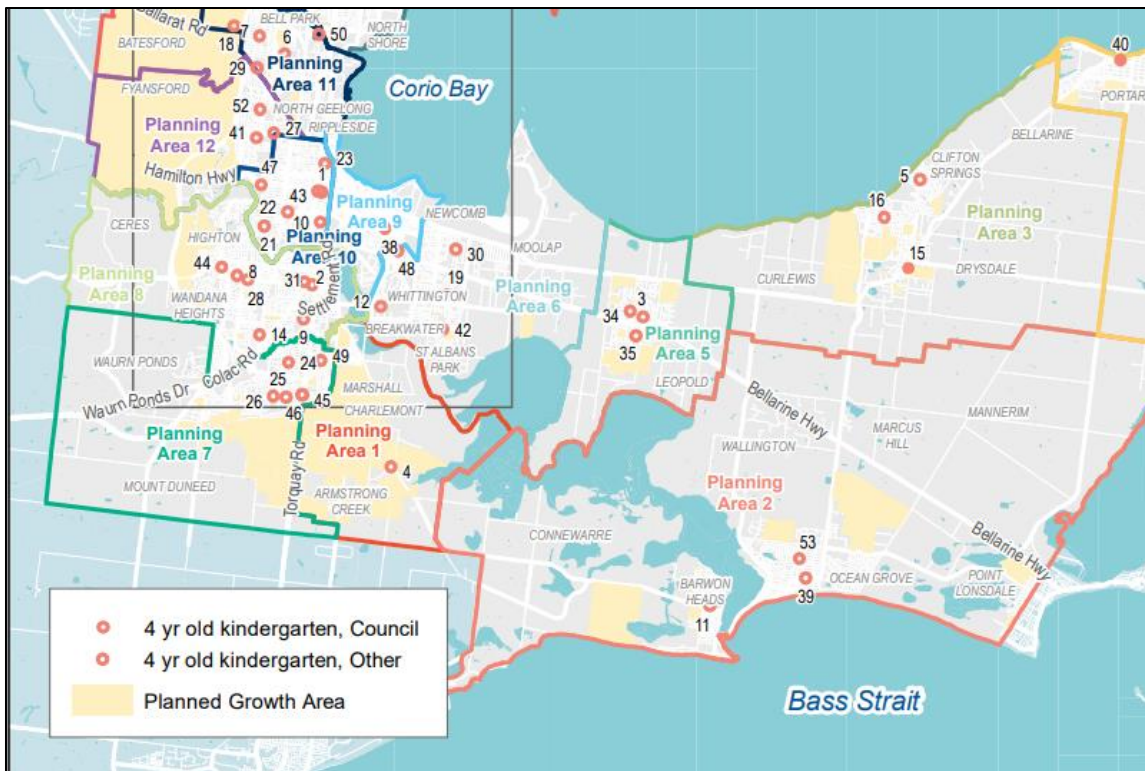 Ballarat Rd
BELL PARK
7
6
50
NORTH
SHORE
BATESFORD
18
40
29
Planning
Area 11
Corio Bay
FYANSFORD
PORTAR
52
NORTH GEELONG
RIPPLESIDE
BELLARINE
Planning
Area 12
41
27
CLIFTON
SPRINGS
5
Hamilton Hwy
47
1
23
43
Planning
Area 9
NEWCOMB
16
Planning
Area 3
CERES
22
10
HIGHTON
21
Planning
Area 10
38
30
MOOLAP
44
8
31
2
Settlement Rd
48
19
15
DRYSDALE
CURLEWIS
Planning
Area 8
WANDANA
HEIGHTS
28
12
WHITTINGTON
Planning
Area 6
3
34
14
9
BREAKWATER
42
Planning
Area 5
35
WAURN PONDS
Colac Rd
24
49
ST ALBANS
PARK
LEOPOLD
Waurn Ponds Dr
25
26
46
45
MARSHALL
CHARLEMONT
Bellarine Hwy
MANNERIM
MARCUS
HILL
Planning
Area 7
Planning
Area 1
WALLINGTON
4
Planning
Area 2
MOUNT DUNEED
Torquay Rd
ARMSTRONG
CREEK
CONNEWARRE
53
Bellarine Hwy
BARWON
HEADS
OCEAN GROVE
POINT
LONSDALE
39
11
4 yr old kindergarten, Council
4 yr old kindergarten, Other
Planned Growth Area
Bass Strait